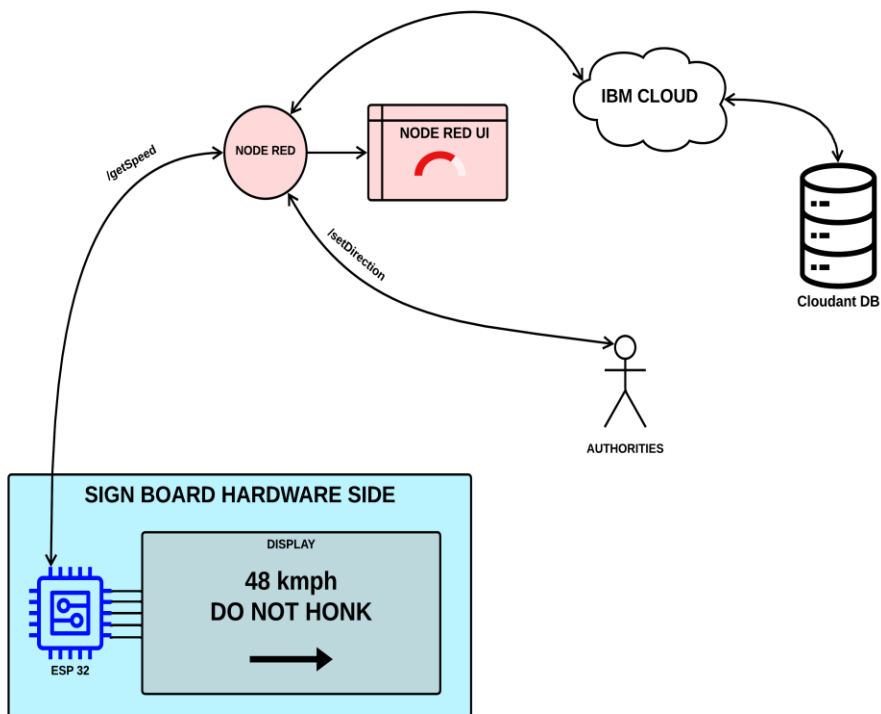 IBM CLOUD
NODE RED UI
NODE RED
/getSpeed
/setDirection
Cloudant DB
AUTHORITIES
SIGN BOARD HARDWARE SIDE
DISPLAY
48 kmph
DO NOT HONK
ESP 32